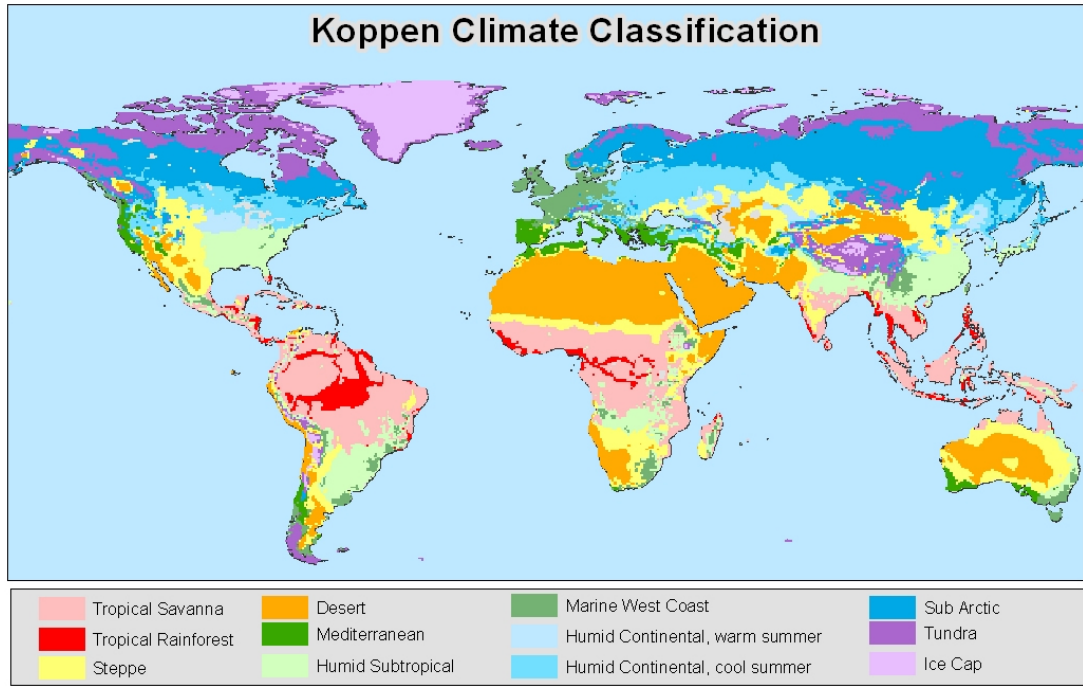 Koppen Climate Classification
Tropical Savanna
Tropical Rainforest
Steppe
Desert
Mediterranean
Humid Subtropical
Marine West Coast
Humid Continental, warm summer
Humid Continental, cool summer
Sub Arctic
Tundra
Ice Cap